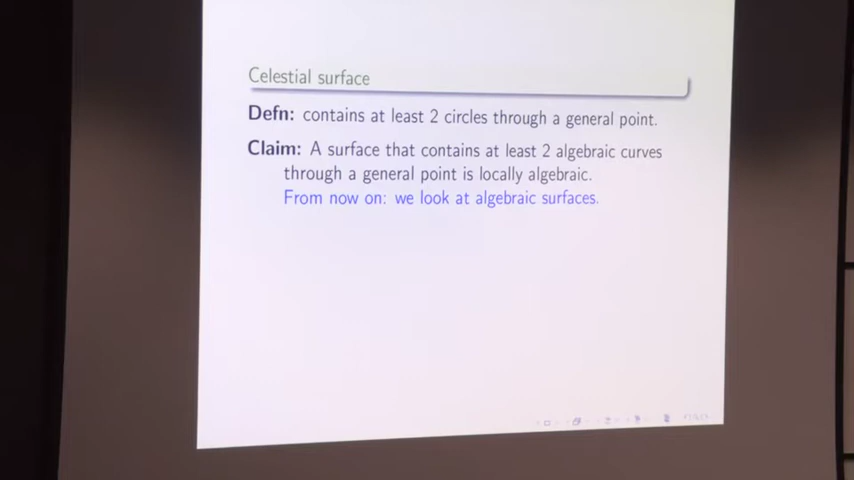 Celestial surface
Defn: contains at least 2 circles through a general point.
Claim: A surface that contains at least 2 algebraic curves
through a general point is locally algebraic.
From now on: we look at algebraic surfaces.